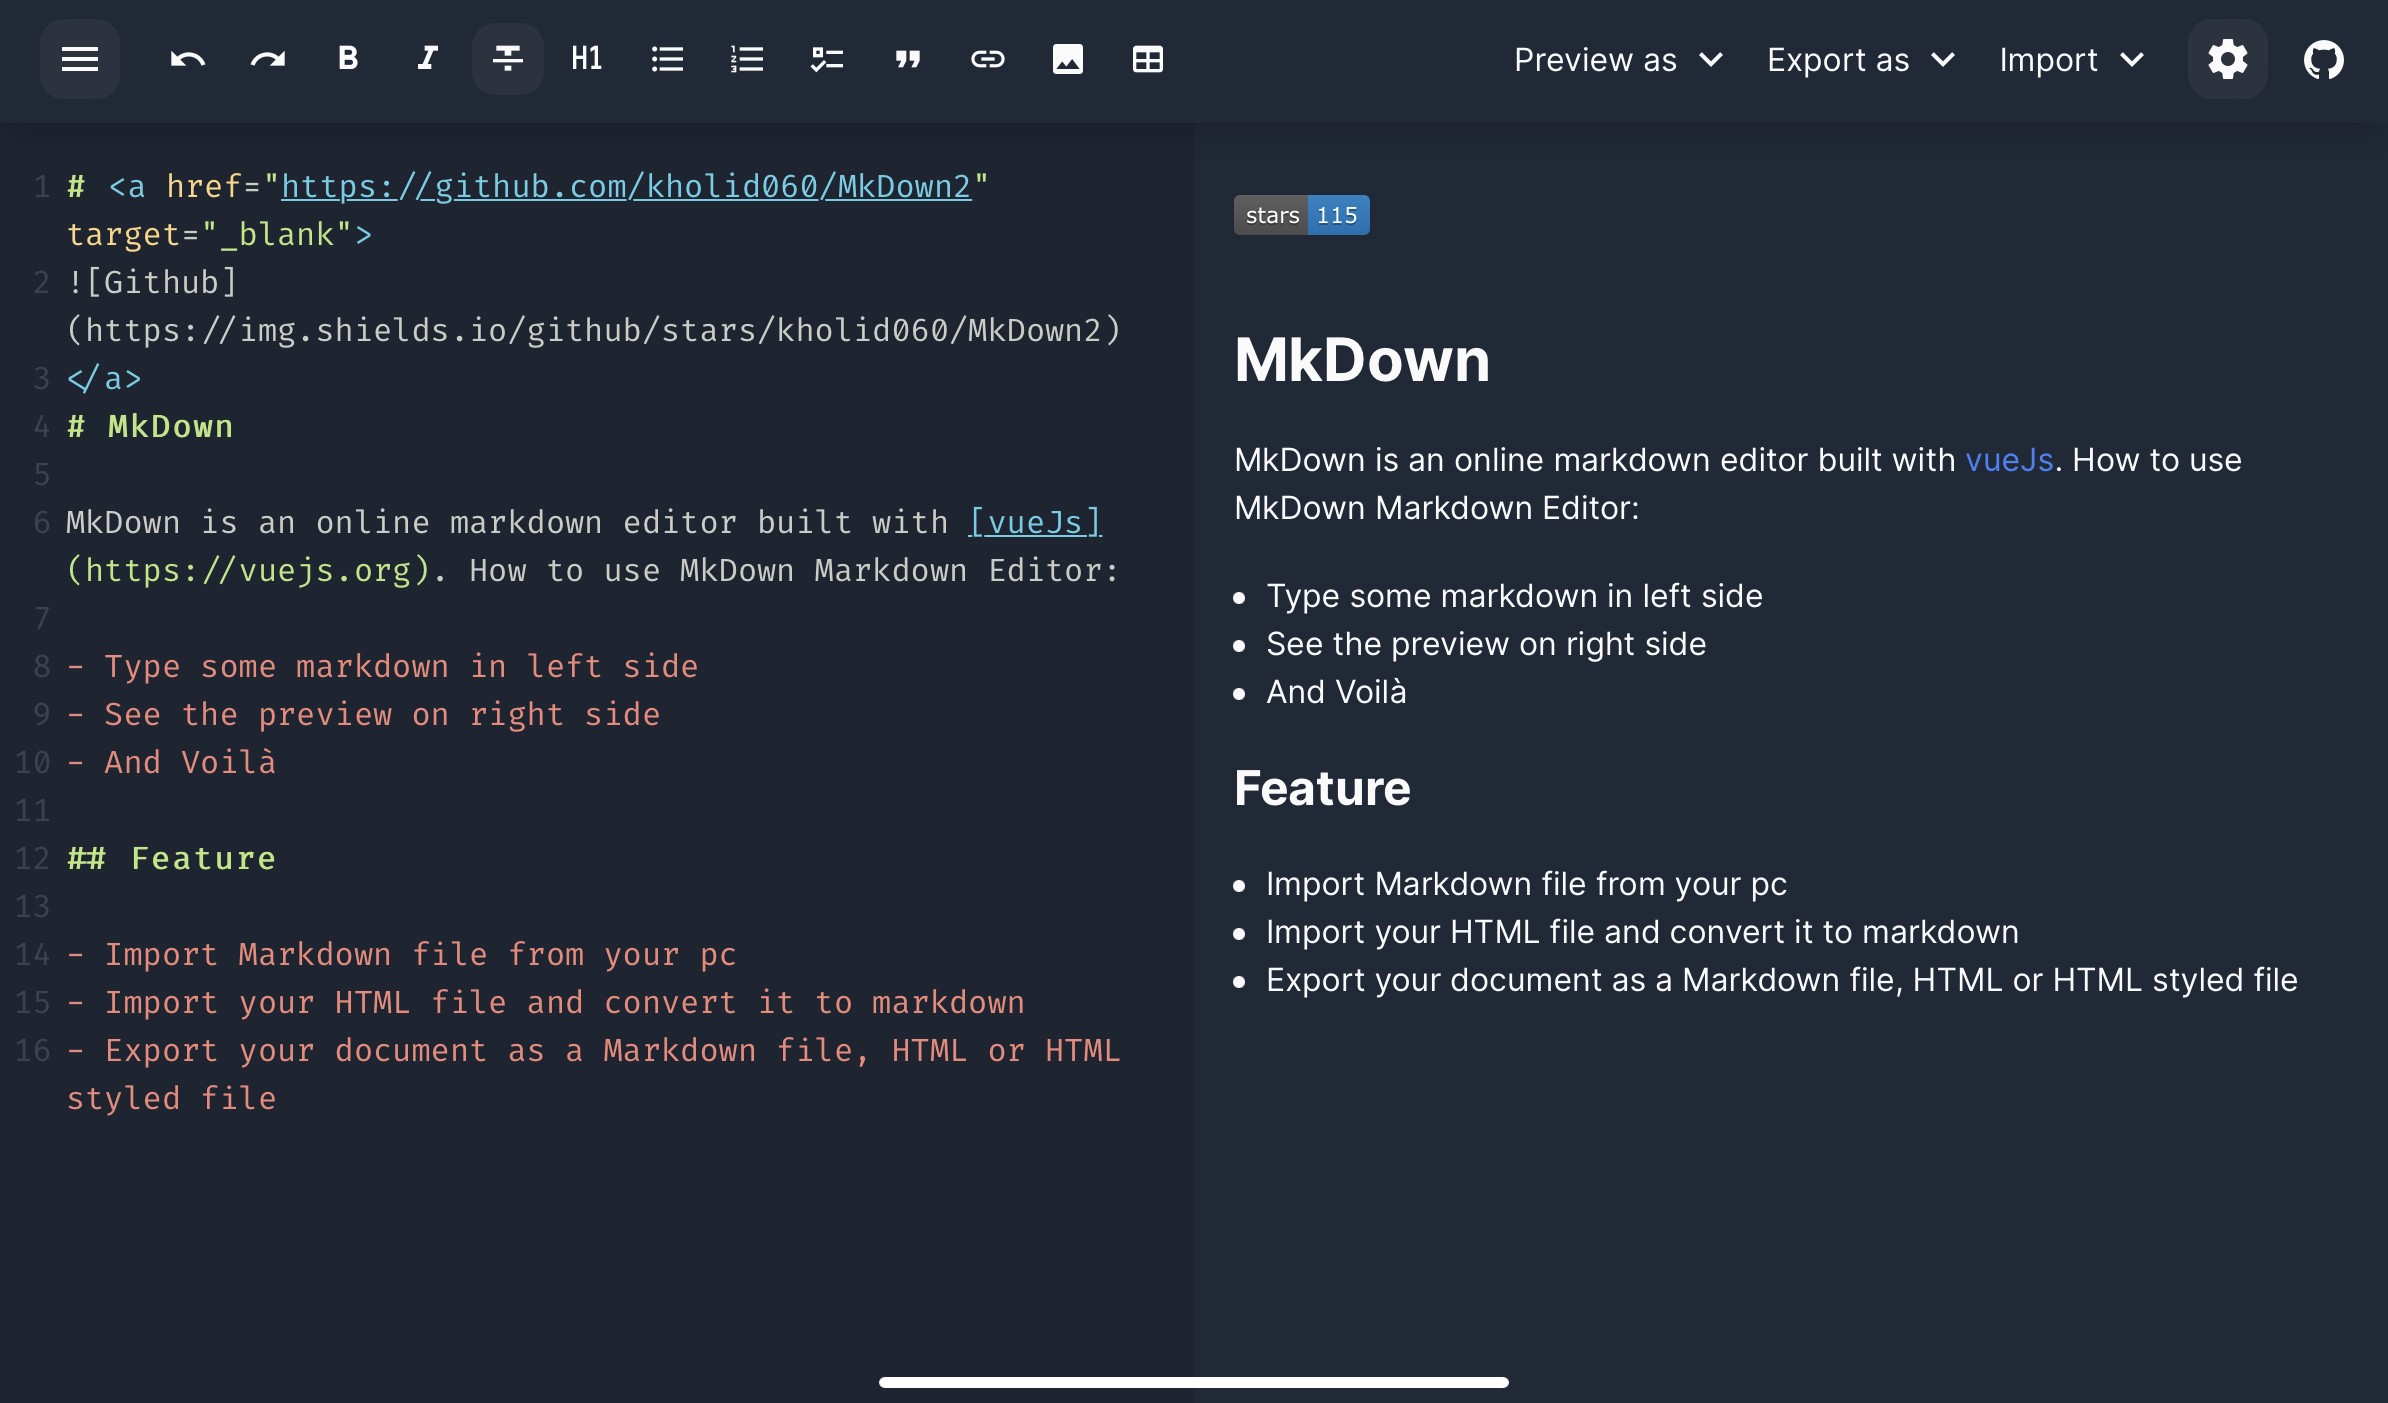 B I H1 Preview as Export as Import
1 # <a href="https://github.com/kholid060/MkDown2"
target="_blank">
2 ![Github]
(https://img.shields.io/github/stars/kholid060/MkDown2)
3 </a>
4 # MkDown
5
6 MkDown is an online markdown editor built with [vueJs]
(https://vuejs.org). How to use MkDown Markdown Editor:
7
8 - Type some markdown in left side
9 - See the preview on right side
10 - And Voilà
11
12 ## Feature
13
14 - Import Markdown file from your pc
15 - Import your HTML file and convert it to markdown
16 - Export your document as a Markdown file, HTML or HTML
styled file
stars 115
MkDown
MkDown is an online markdown editor built with vueJs. How to use
MkDown Markdown Editor:
• Type some markdown in left side
• See the preview on right side
• And Voilà
Feature
• Import Markdown file from your pc
• Import your HTML file and convert it to markdown
• Export your document as a Markdown file, HTML or HTML styled file